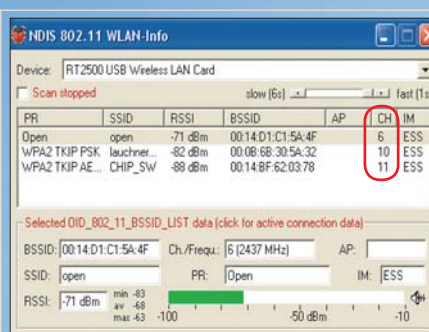 NDIS 802.11 WLAN-Info
Device: RT2500 USB Wireless LAN Card
Scan stopped slow (6s) fast (1s
PR SSID RSSI BSSID AP CH IM
Open open -71 dBm 00:14:D1:C1:5A:4F 6 ESS
WPA2 TKIP PSK lauchner... -82 dBm 00:0B:6B:30:5A:32 10 ESS
WPA2 TKIP AE... CHIP_SW -88 dBm 00:14:BF:62:03:78 11 ESS
Selected OID_802_11_BSSID_LIST data (click for active connection data)
BSSID: 00:14:D1:C1:5A:4F Ch./Frequ.: 6 (2437 MHz) AP:
SSID: open PR: Open IM: ESS
RSSI: -71 dBm min -83
av -68
max -63 -100 -50 dBm -10